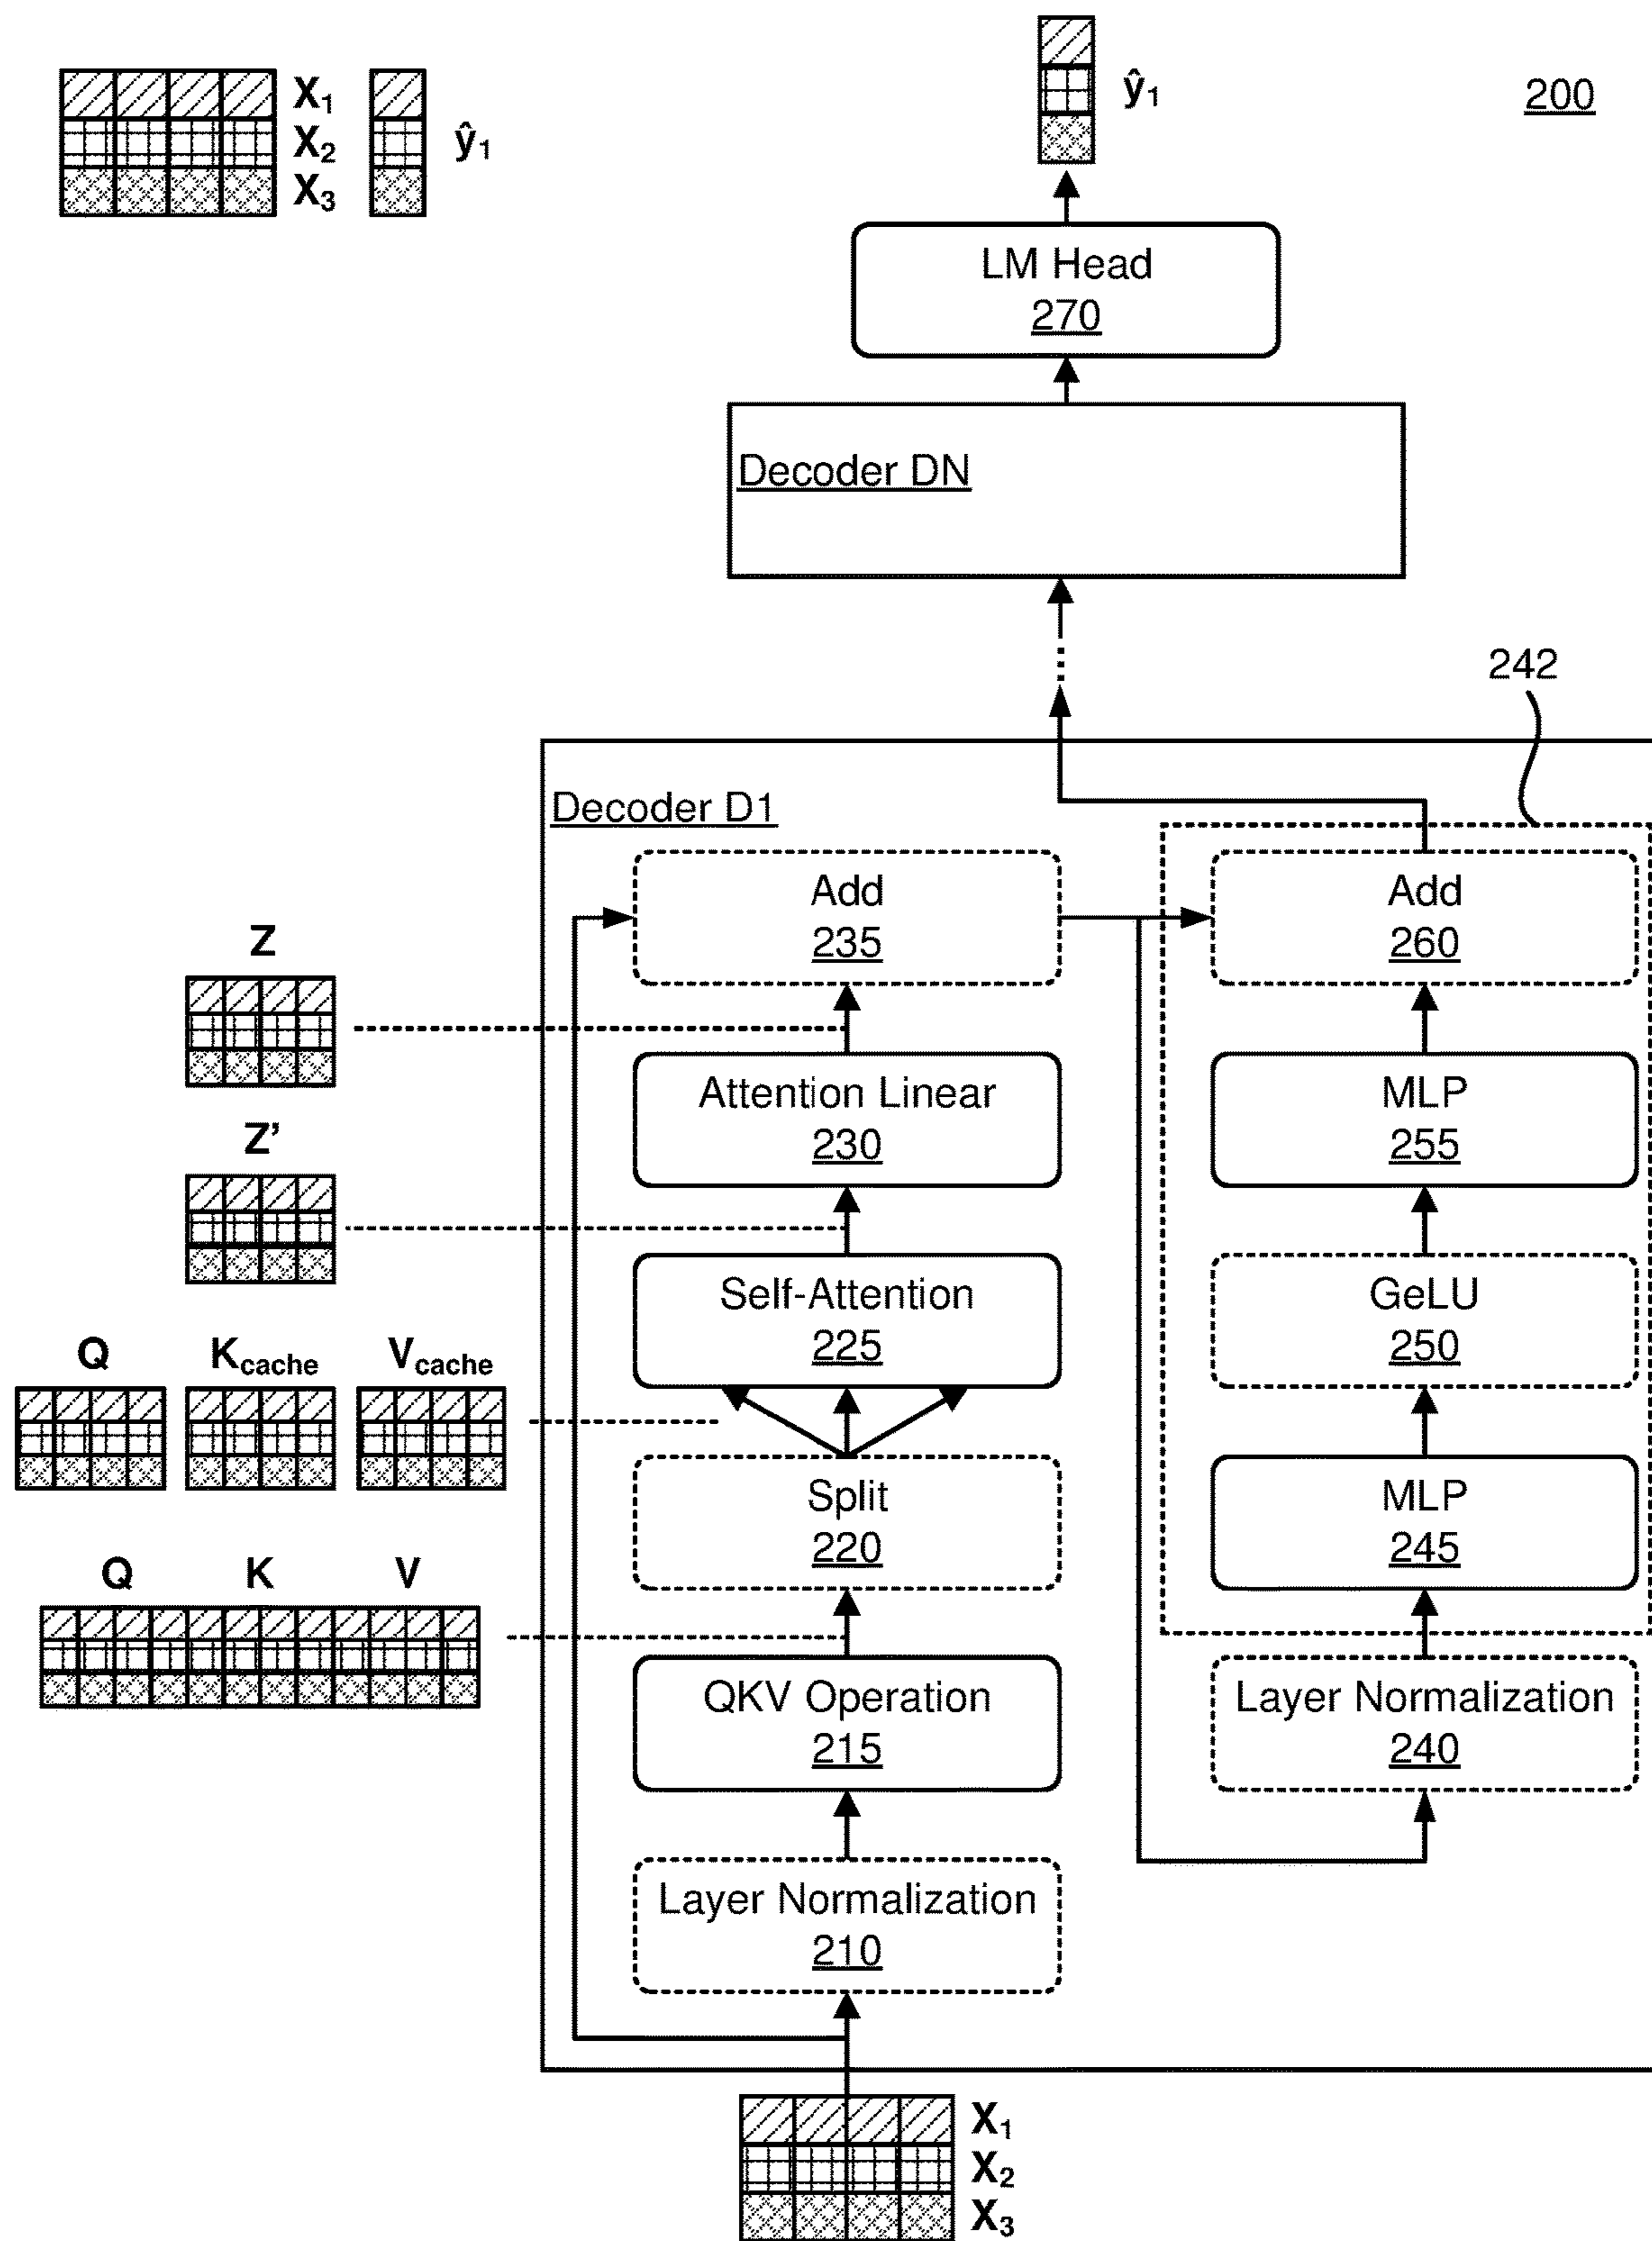 X1
X2
X3
ŷ1
ŷ1
200
LM Head
270
Decoder DN
242
Decoder D1
Add
235
Add
260
Z
Attention Linear
230
MLP
255
Z’
Self-Attention
225
GeLU
250
Q Kcache Vcache
Split
220
MLP
245
Q K V
QKV Operation
215
Layer Normalization
240
Layer Normalization
210
X1
X2
X3